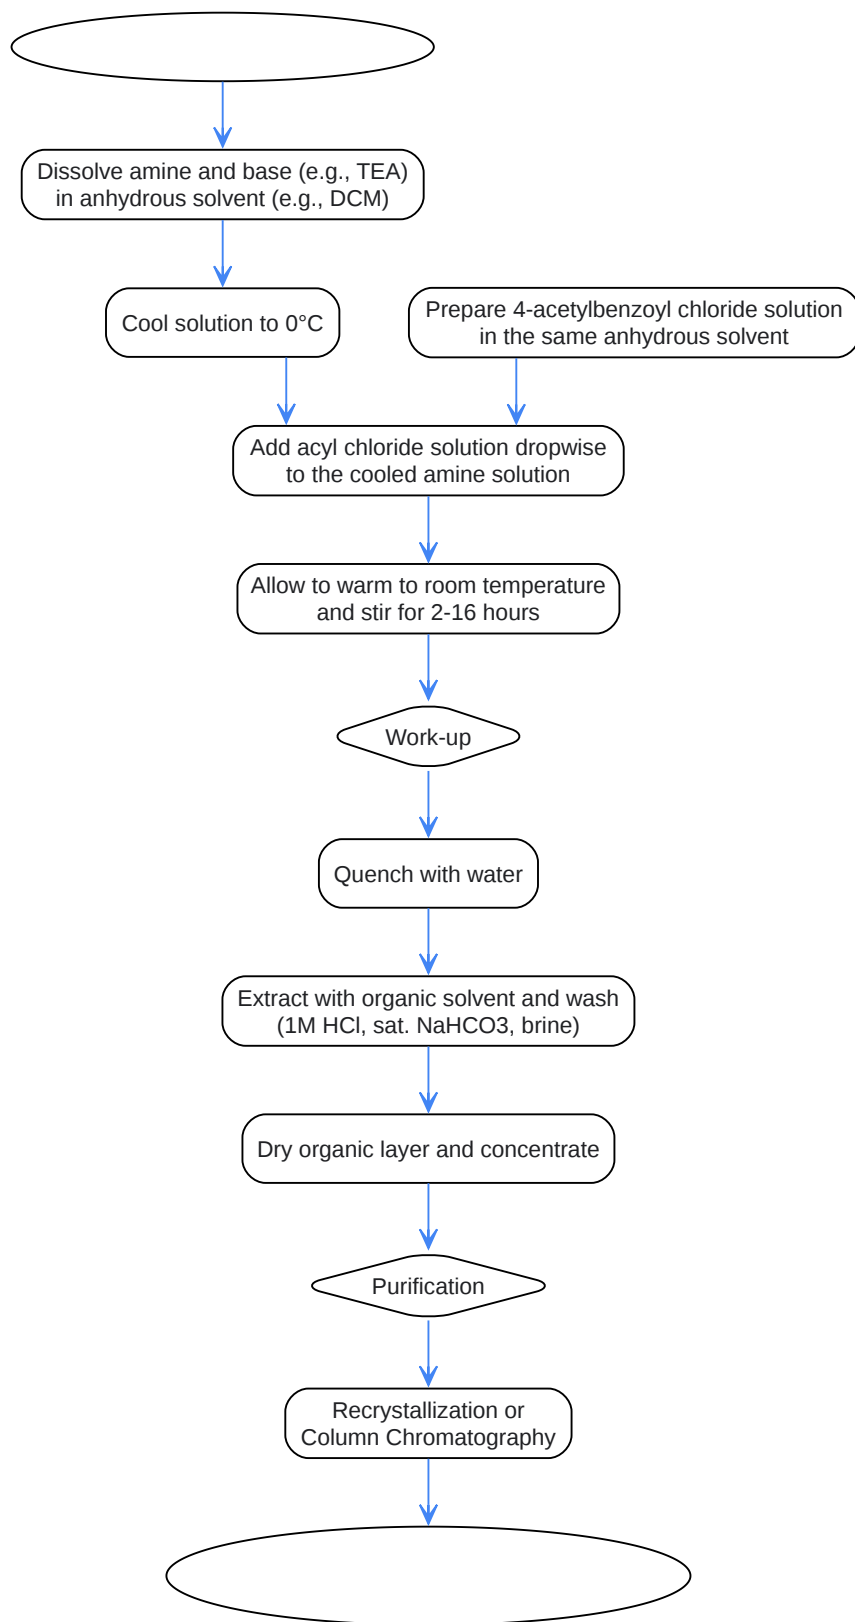 Dissolve amine and base (e.g., TEA)
in anhydrous solvent (e.g., DCM)
Cool solution to 0°C
Prepare 4-acetylbenzoyl chloride solution
in the same anhydrous solvent
Add acyl chloride solution dropwise
to the cooled amine solution
Allow to warm to room temperature
and stir for 2-16 hours
Work-up
Quench with water
Extract with organic solvent and wash
(1M HCl, sat. NaHCO3, brine)
Dry organic layer and concentrate
Purification
Recrystallization or
Column Chromatography